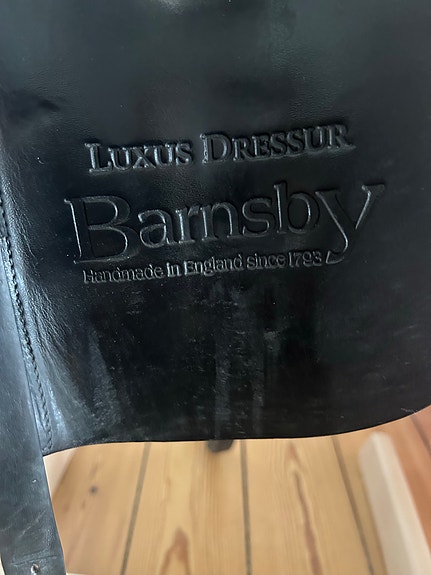 Luxus Dressur
Barnsby
Handmade in England Since 1793